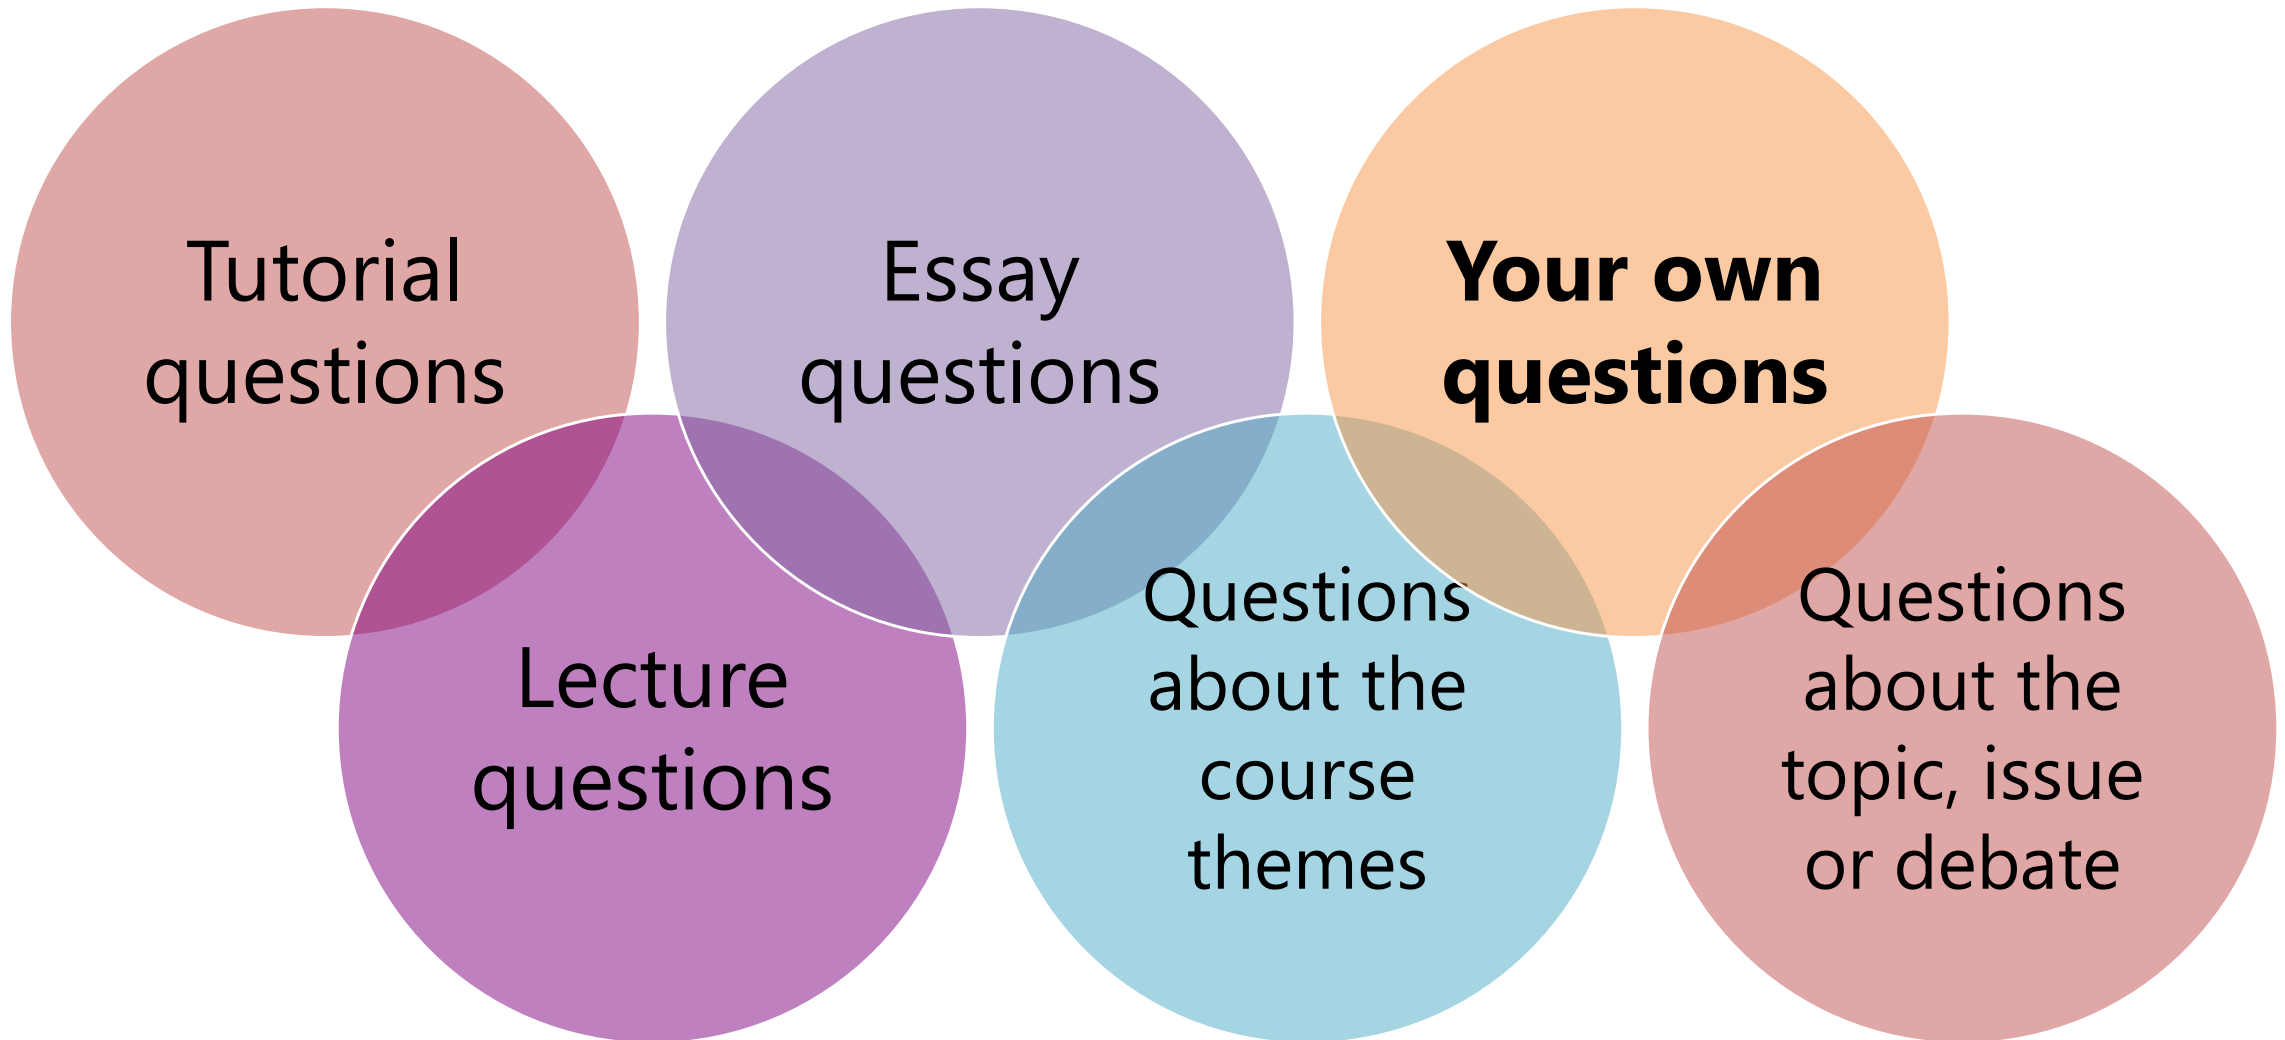 Tutorial
questions
Lecture
questions
Essay
questions
Questions
about the
course
themes
Your own
questions
Questions
about the
topic, issue
or debate